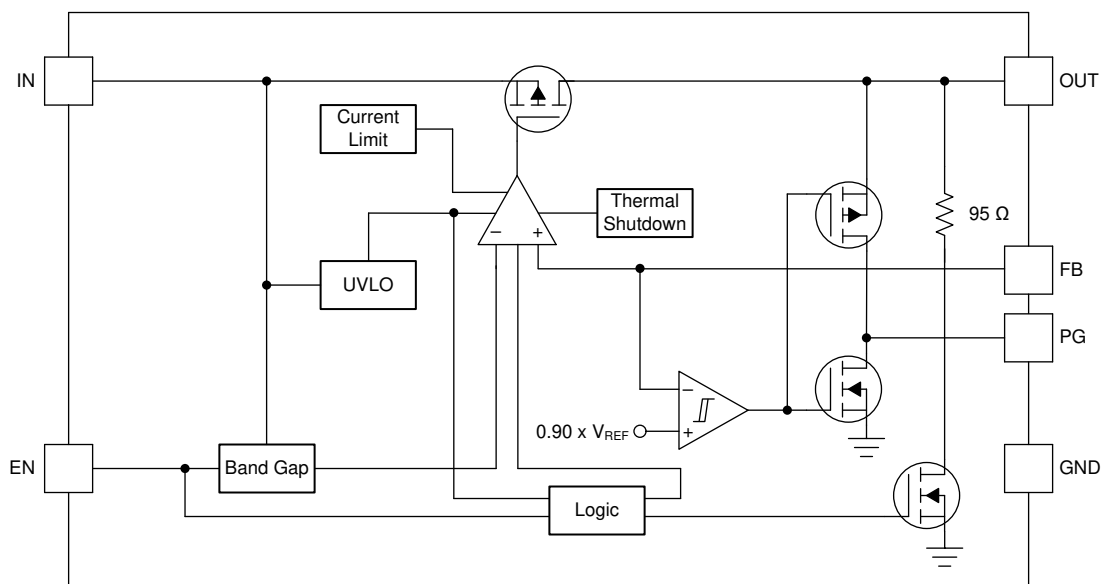 IN
OUT
Current
Limit
Thermal
Shutdown
95 Ω
−
+
UVLO
FB
PG
−
0.90 x VREF
+
EN
Band Gap
GND
Logic